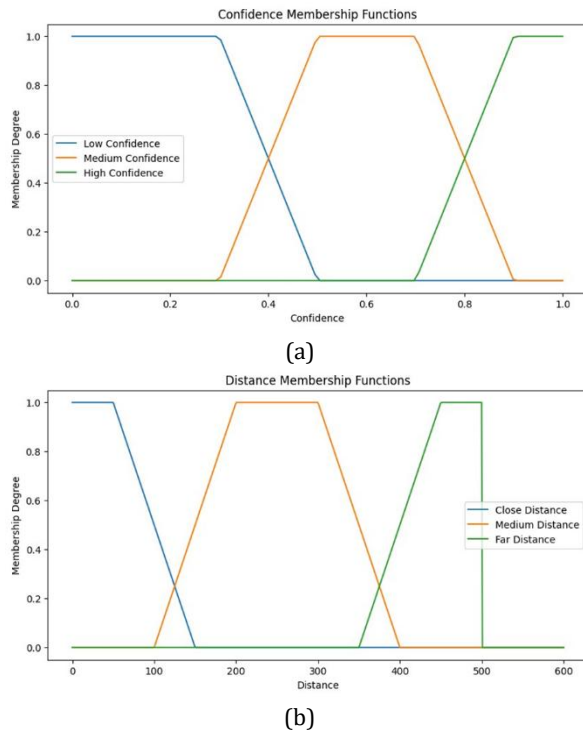 Confidence Membership Functions
1.0
0.8
0.6
0.4
0.2
0.0
Membership Degree
Low Confidence
Medium Confidence
High Confidence
0.0 0.2 0.4 0.6 0.8 1.0
Confidence
(a)
Distance Membership Functions
1.0
0.8
0.6
0.4
0.2
0.0
Membership Degree
Close Distance
Medium Distance
Far Distance
0 100 200 300 400 500 600
Distance
(b)